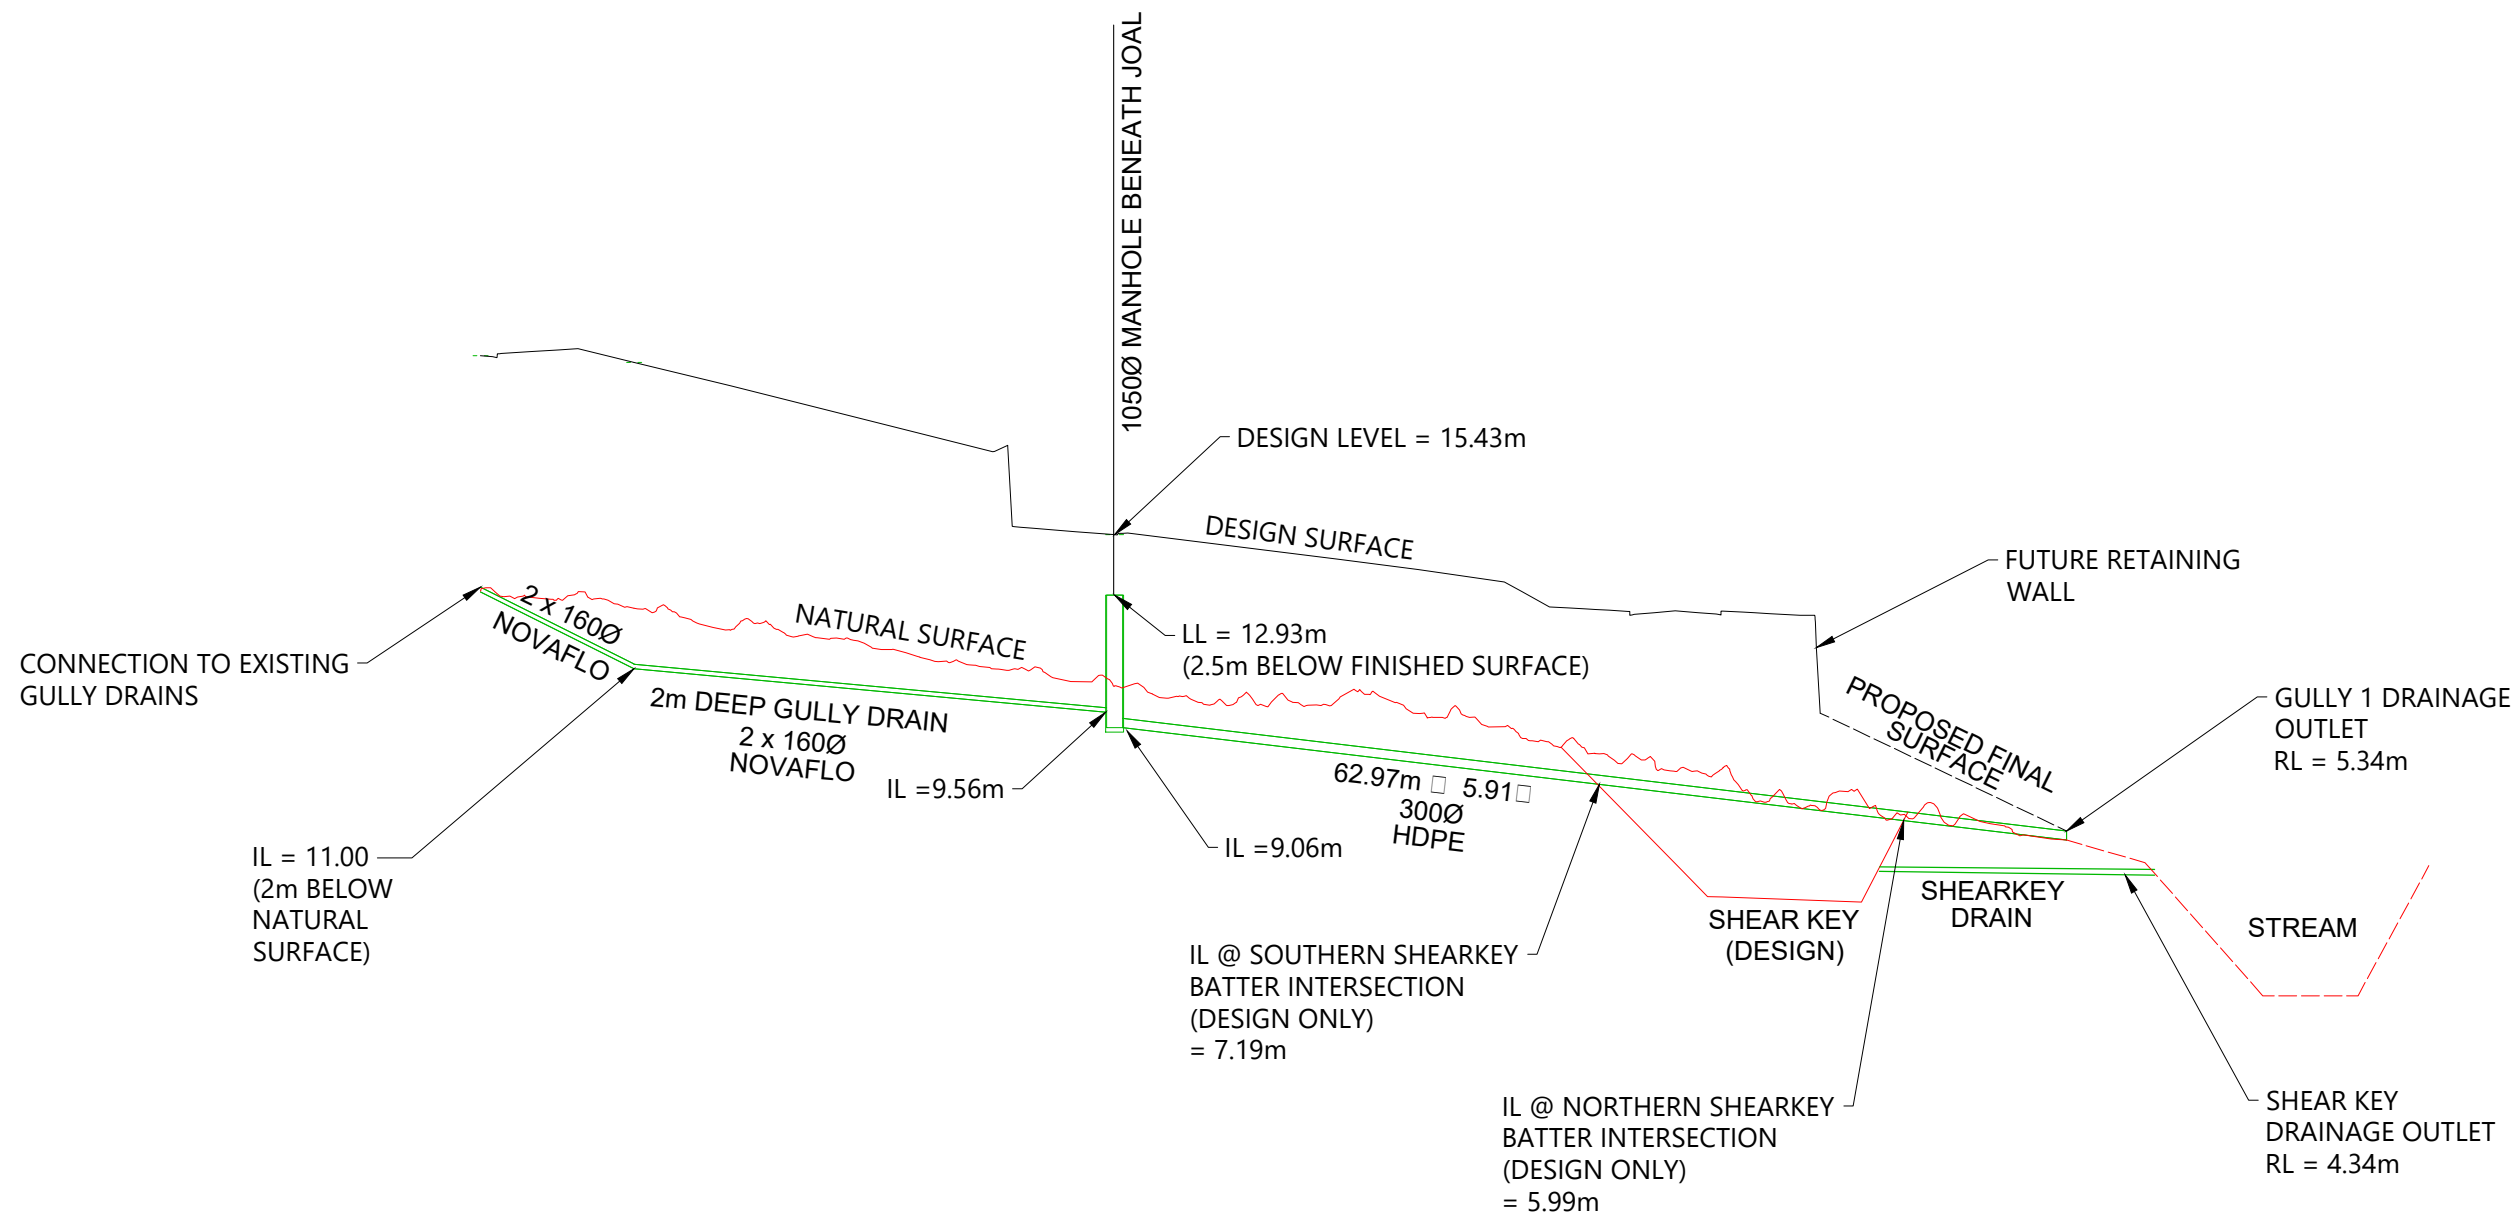 1050Ø MANHOLE BENEATH JOAL
DESIGN LEVEL = 15.43m
DESIGN SURFACE
FUTURE RETAINING
WALL
2 x 160Ø
NOVAFLO
NATURAL SURFACE
LL = 12.93m
(2.5m BELOW FINISHED SURFACE)
CONNECTION TO EXISTING
GULLY DRAINS
2m DEEP GULLY DRAIN
2 x 160Ø
NOVAFLO
PROPOSED FINAL
SURFACE
GULLY 1 DRAINAGE
OUTLET
RL = 5.34m
IL =9.56m
62.97m □ 5.91□
300Ø
HDPE
IL =9.06m
IL = 11.00
(2m BELOW
NATURAL
SURFACE)
SHEAR KEY
(DESIGN)
SHEARKEY
DRAIN
STREAM
IL @ SOUTHERN SHEARKEY
BATTER INTERSECTION
(DESIGN ONLY)
= 7.19m
IL @ NORTHERN SHEARKEY
BATTER INTERSECTION
(DESIGN ONLY)
= 5.99m
SHEAR KEY
DRAINAGE OUTLET
RL = 4.34m